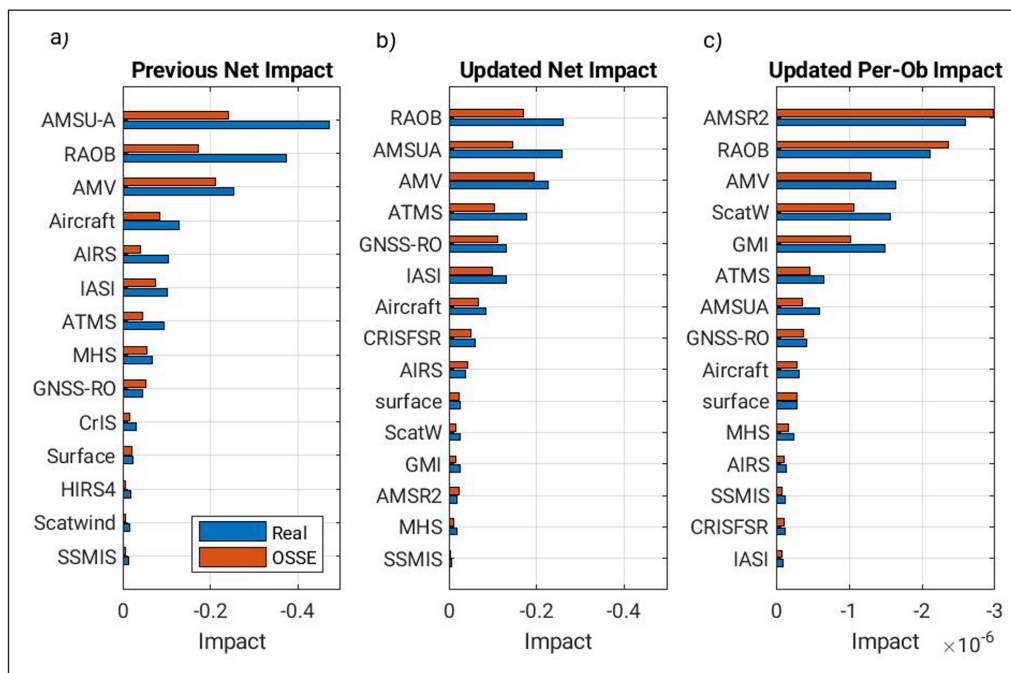 a)
Previous Net Impact
AMSU-A
RAOB
AMV
Aircraft
AIRS
IASI
ATMS
MHS
GNSS-RO
CrIS
Surface
HIRS4
Scatwind
SSMIS
Real
OSSE
0 -0.2 -0.4
Impact
b)
Updated Net Impact
RAOB
AMSUA
AMV
ATMS
GNSS-RO
IASI
Aircraft
CRISFSR
AIRS
surface
ScatW
GMI
AMSR2
MHS
SSMIS
0 -0.2 -0.4
Impact
c)
Updated Per-Ob Impact
AMSR2
RAOB
AMV
ScatW
GMI
ATMS
AMSUA
GNSS-RO
Aircraft
surface
MHS
AIRS
SSMIS
CRISFSR
IASI
0 -1 -2 -3
Impact ×10⁻⁶